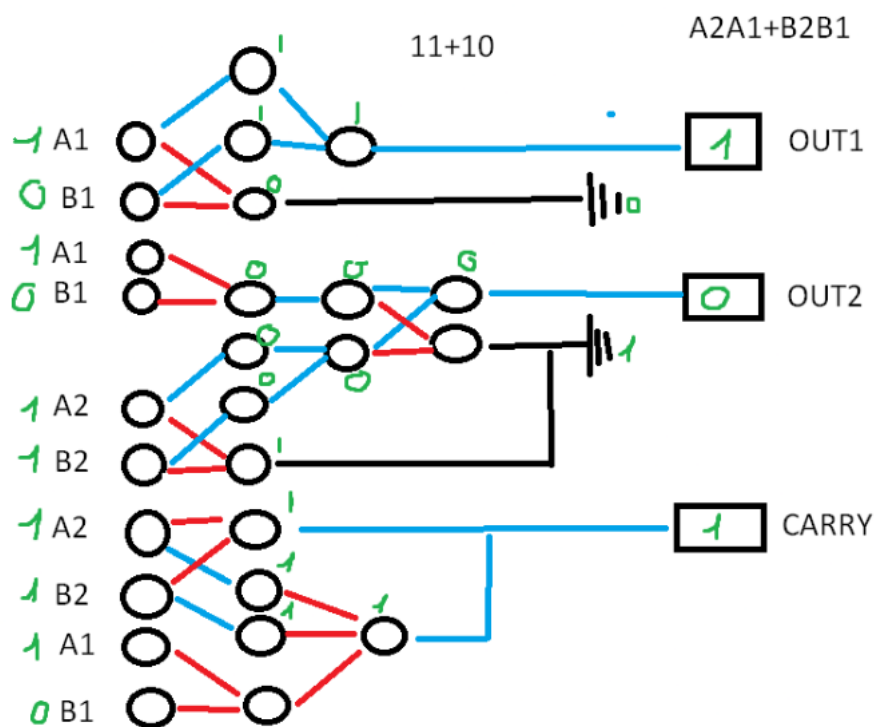 11+10
A2A1+B2B1
1
1 1
1 A1 1 OUT1
0 B1 0 0
1 A1
0 B1 0 0 0 0 OUT2
0 1
0 0
1 A2
1 B2 1
1 A2 1 1 CARRY
1
1 B2 1 1
1 A1
0 B1